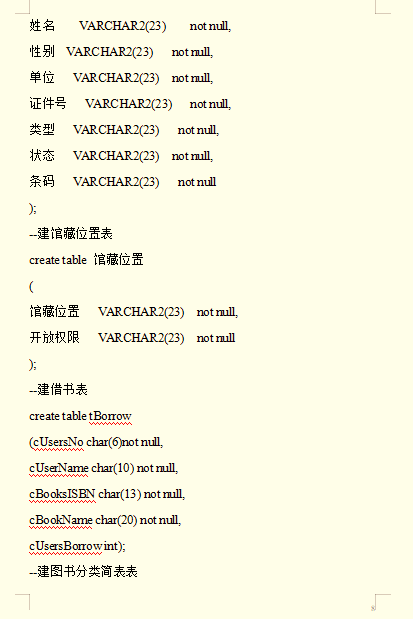 姓名 VARCHAR2(23) not null,
性别 VARCHAR2(23) not null,
单位 VARCHAR2(23) not null,
证件号 VARCHAR2(23) not null,
类型 VARCHAR2(23) not null,
状态 VARCHAR2(23) not null,
条码 VARCHAR2(23) not null
);
--建馆藏位置表
create table 馆藏位置
(
馆藏位置 VARCHAR2(23) not null,
开放权限 VARCHAR2(23) not null
);
--建借书表
create table tBorrow
(cUsersNo char(6)not null,
cUserName char(10) not null,
cBooksISBN char(13) not null,
cBookName char(20) not null,
cUsersBorrow int);
--建图书分类简表表